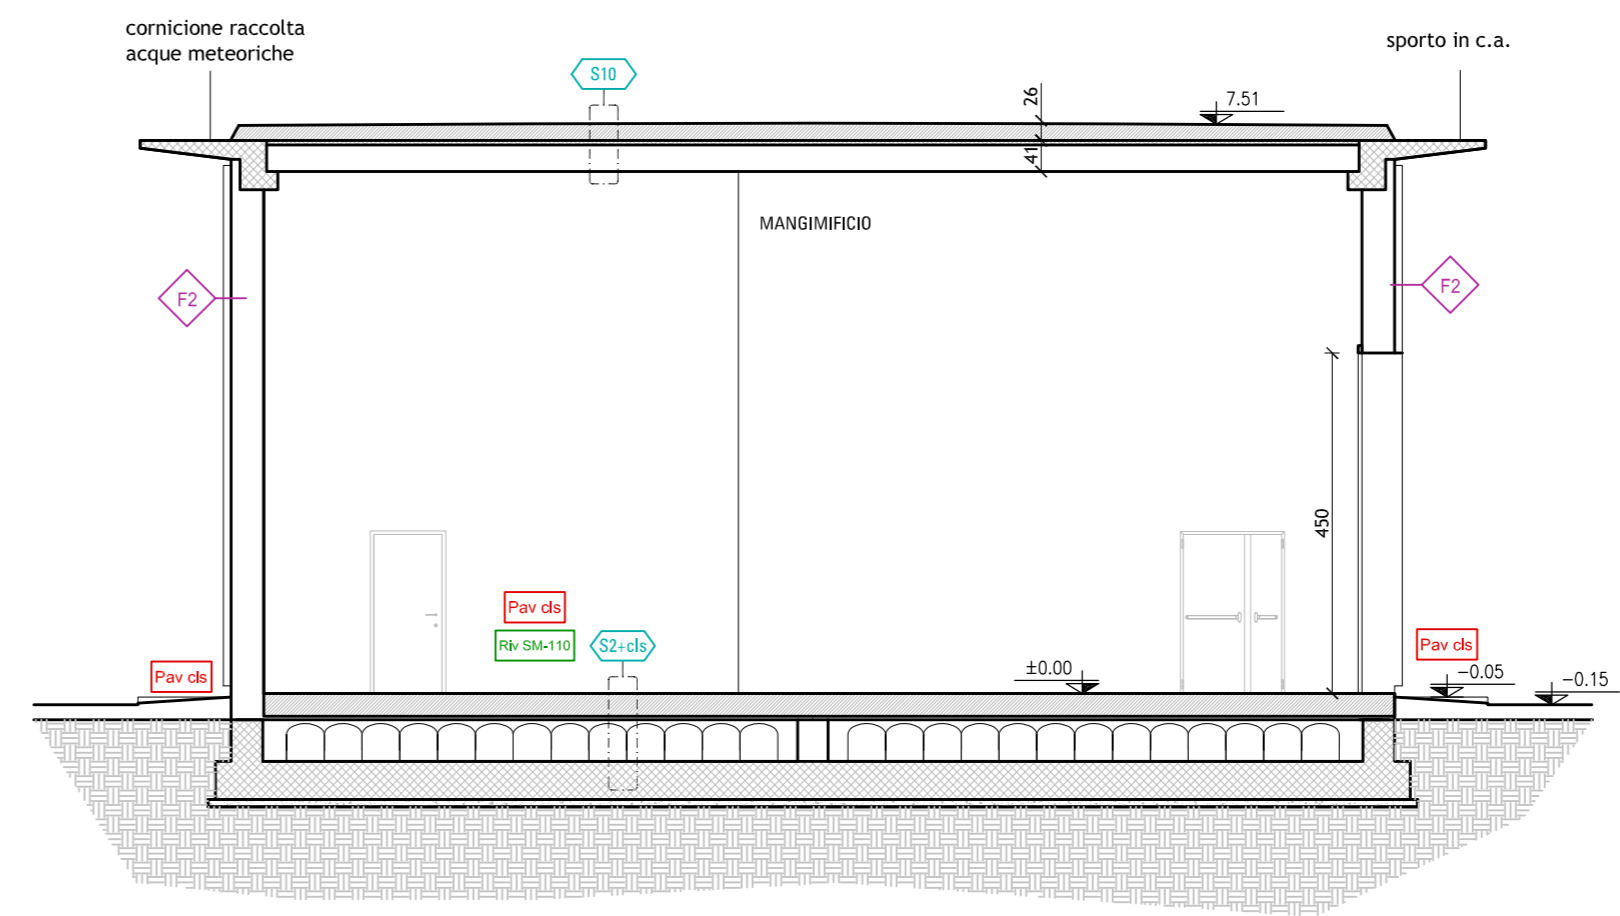 cornicione raccolta
acque meteoriche
sporto in c.a.
S10
26
7.51
41
MANGIMIFICIO
F2
F2
450
Pav cls
Riv SM-110
S2+cls
Pav cls
Pav cls
±0.00
-0.05
-0.15